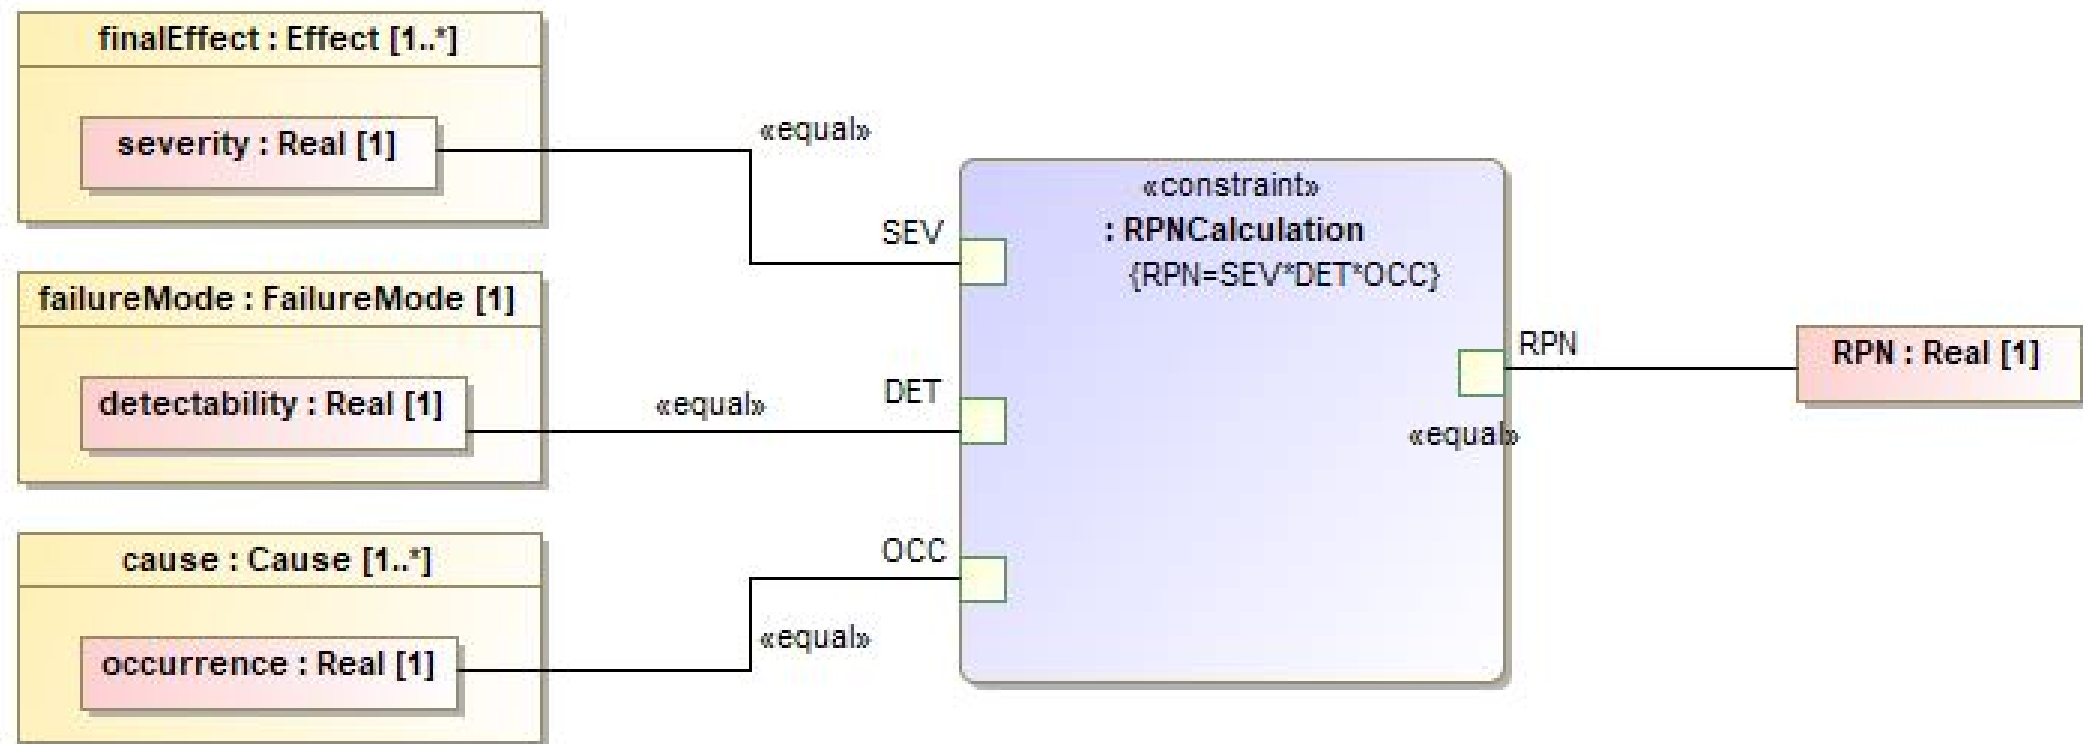 finalEffect : Effect [1..*]
severity : Real [1]
«equal»
failureMode : FailureMode [1]
detectability : Real [1]
«equal»
cause : Cause [1..*]
occurrence : Real [1]
«equal»
SEV
DET
OCC
«constraint»
: RPNCalculation
{RPN=SEV*DET*OCC}
RPN
«equal»
RPN : Real [1]